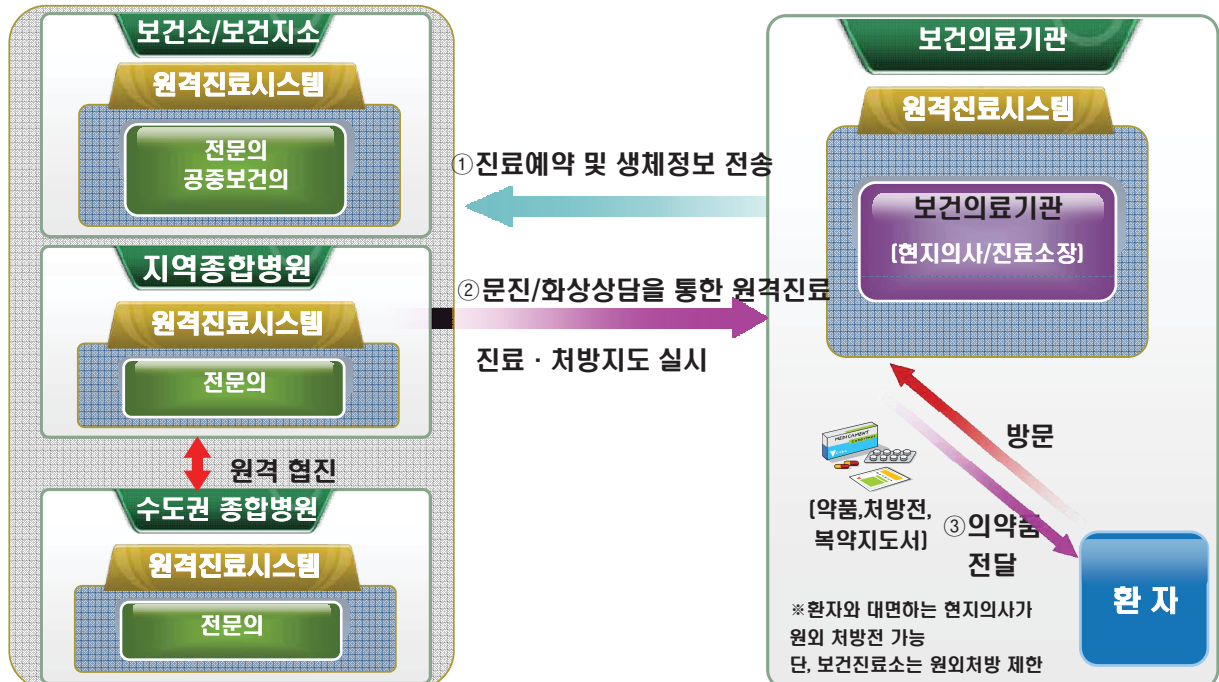 보건소/보건지소
원격진료시스템
전문의
공중보건의
지역종합병원
원격진료시스템
전문의
원격 협진
수도권 종합병원
원격진료시스템
전문의
①진료예약 및 생체정보 전송
②문진/화상상담을 통한 원격진료
진료 · 처방지도 실시
보건의료기관
원격진료시스템
보건의료기관
(현지의사/진료소장)
방문
MEDICAMENT
(약품,처방전,
복약지도서)
③의약품
전달
환 자
※환자와 대면하는 현지의사가
원외 처방전 가능
단, 보건진료소는 원외처방 제한